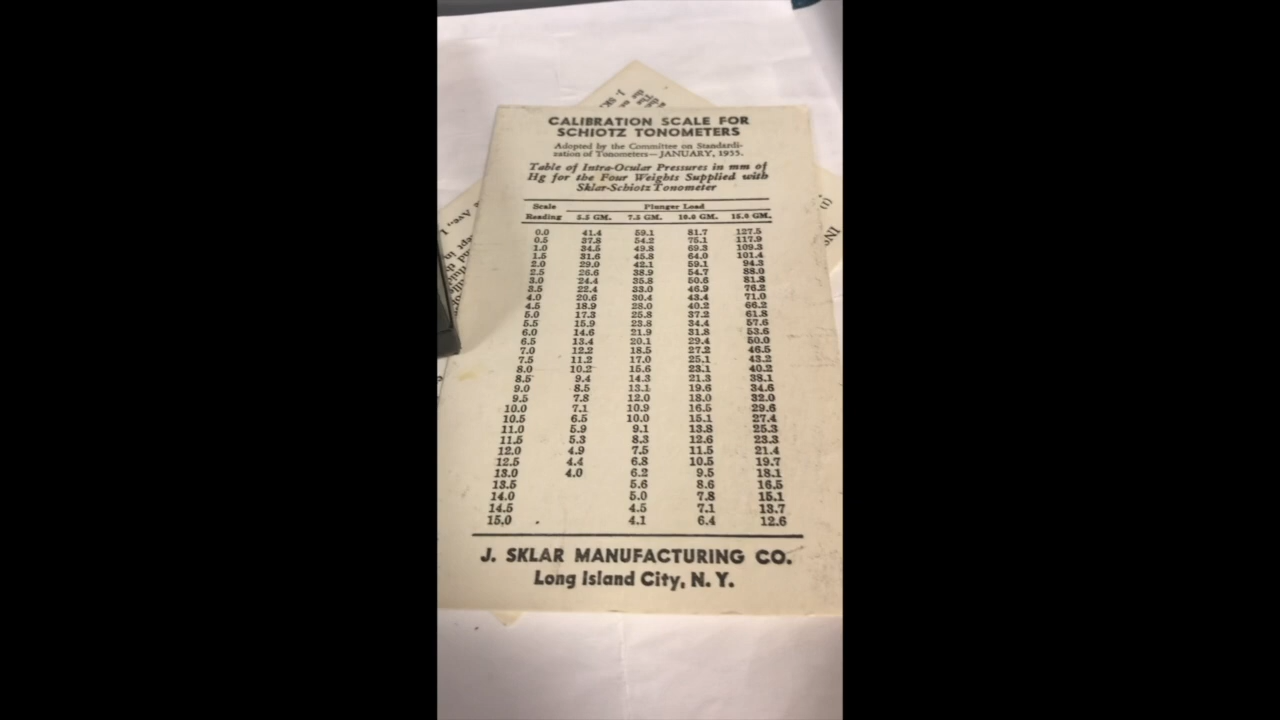 CALIBRATION SCALE FOR
SCHIOTZ TONOMETERS
Adopted by the Committee on Standardi-
zation of Tonometers—JANUARY, 1955.
Table of Intra-Ocular Pressures in mm of
Hg for the Four Weights Supplied with
Sklar-Schiotz Tonometer
Scale Plunger Load
Reading 5.5 GM. 7.5 GM. 10.0 GM. 15.0 GM.
0.0 41.4 59.1 81.7 127.5
0.5 37.8 54.2 75.1 117.9
1.0 34.5 49.8 69.3 109.3
1.5 31.6 45.8 64.0 101.4
2.0 29.0 42.1 59.1 94.3
2.5 26.6 38.9 54.7 88.0
3.0 24.4 35.8 50.6 81.8
3.5 22.4 33.0 46.9 76.2
4.0 20.6 30.4 43.4 71.0
4.5 18.9 28.0 40.2 66.2
5.0 17.3 25.8 37.2 61.8
5.5 15.9 23.8 34.4 57.6
6.0 14.6 21.9 31.8 53.6
6.5 13.4 20.1 29.4 50.0
7.0 12.2 18.5 27.2 46.5
7.5 11.2 17.0 25.1 43.2
8.0 10.2 15.6 23.1 40.2
8.5 9.4 14.3 21.3 38.1
9.0 8.5 13.1 19.6 34.6
9.5 7.8 12.0 18.0 32.0
10.0 7.1 10.9 16.5 29.6
10.5 6.5 10.0 15.1 27.4
11.0 5.9 9.1 13.8 25.3
11.5 5.3 8.3 12.6 23.3
12.0 4.9 7.5 11.5 21.4
12.5 4.4 6.8 10.5 19.7
13.0 4.0 6.2 9.5 18.1
13.5 5.6 8.6 16.5
14.0 5.0 7.8 15.1
14.5 4.5 7.1 13.7
15.0 4.1 6.4 12.6
J. SKLAR MANUFACTURING CO.
Long Island City, N. Y.